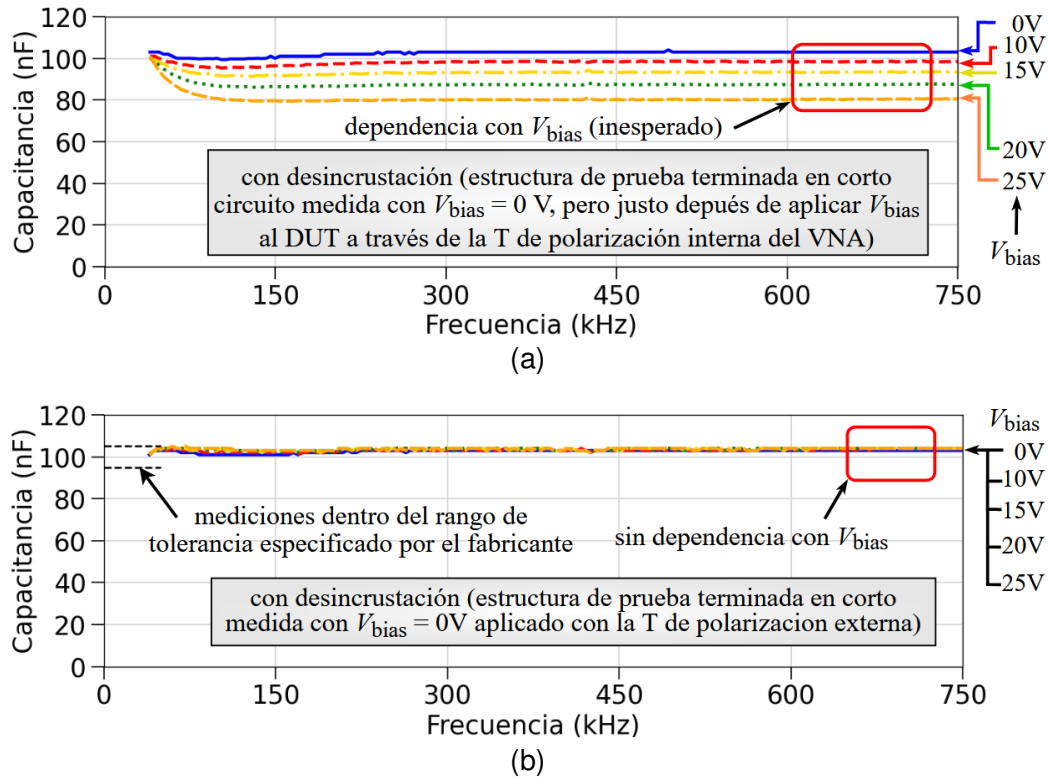 120
100
80
60
40
20
0
Capacitancia (nF)
dependencia con Vbias (inesperado)
con desincrustación (estructura de prueba terminada en corto
circuito medida con Vbias = 0 V, pero justo depués de aplicar Vbias
al DUT a través de la T de polarización interna del VNA)
0V
10V
15V
20V
25V
Vbias
0 150 300 450 600 750
Frecuencia (kHz)
(a)
120
100
80
60
40
20
0
Capacitancia (nF)
mediciones dentro del rango de
tolerancia especificado por el fabricante
sin dependencia con Vbias
con desincrustación (estructura de prueba terminada en corto
medida con Vbias = 0V aplicado con la T de polarizacion externa)
Vbias
0V
10V
15V
20V
25V
0 150 300 450 600 750
Frecuencia (kHz)
(b)